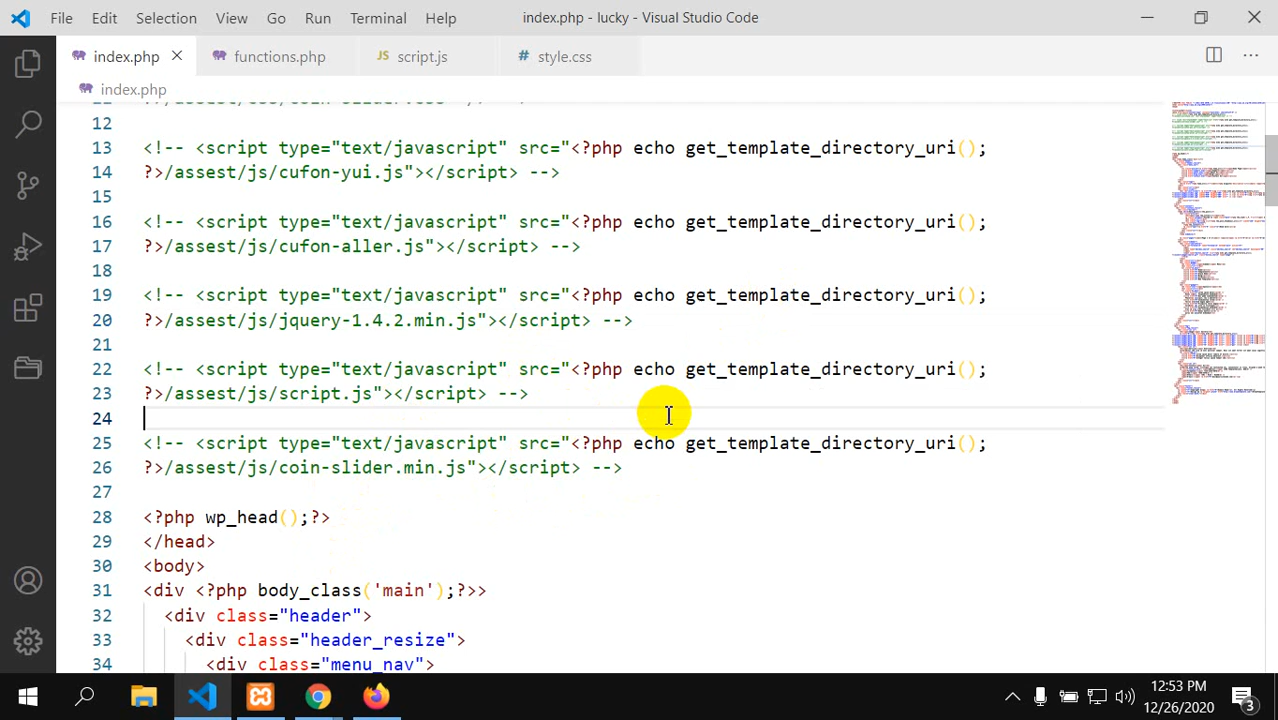 File Edit Selection View Go Run Terminal Help index.php - lucky - Visual Studio Code
index.php functions.php JS script.js # style.css
index.php
12
13 <!-- <script type="text/javascript" src="<?php echo get_template_directory_uri();
14 ?>/assest/js/cufon-yui.js"></script> -->
15
16 <!-- <script type="text/javascript" src="<?php echo get_template_directory_uri();
17 ?>/assest/js/cufon-aller.js"></script> -->
18
19 <!-- <script type="text/javascript" src="<?php echo get_template_directory_uri();
20 ?>/assest/js/jquery-1.4.2.min.js"></script> -->
21
22 <!-- <script type="text/javascript" src="<?php echo get_template_directory_uri();
23 ?>/assest/js/script.js"></script> -->
24
25 <!-- <script type="text/javascript" src="<?php echo get_template_directory_uri();
26 ?>/assest/js/coin-slider.min.js"></script> -->
27
28 <?php wp_head();?>
29 </head>
30 <body>
31 <div <?php body_class('main');?>>
32 <div class="header">
33 <div class="header_resize">
34 <div class="menu_nav">
12:53 PM
12/26/2020
3